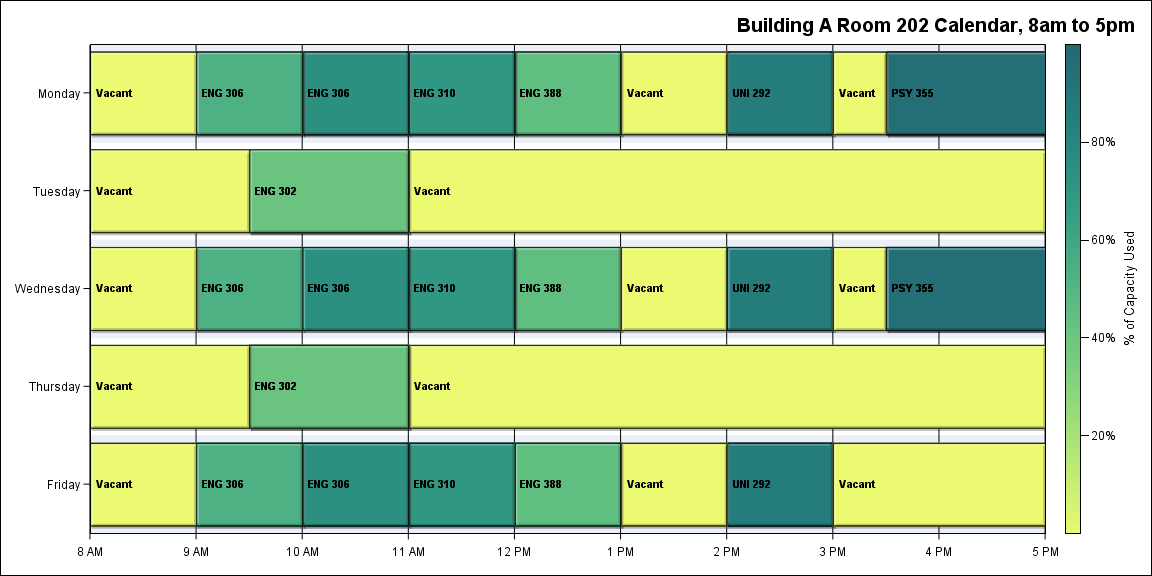 Building A Room 202 Calendar, 8am to 5pm
Monday
Vacant
ENG 306
ENG 306
ENG 310
ENG 388
Vacant
UNI 292
Vacant
PSY 355
Tuesday
Vacant
ENG 302
Vacant
Wednesday
Vacant
ENG 306
ENG 306
ENG 310
ENG 388
Vacant
UNI 292
Vacant
PSY 355
Thursday
Vacant
ENG 302
Vacant
Friday
Vacant
ENG 306
ENG 306
ENG 310
ENG 388
Vacant
UNI 292
Vacant
8 AM
9 AM
10 AM
11 AM
12 PM
1 PM
2 PM
3 PM
4 PM
5 PM
80%
60%
40%
20%
% of Capacity Used